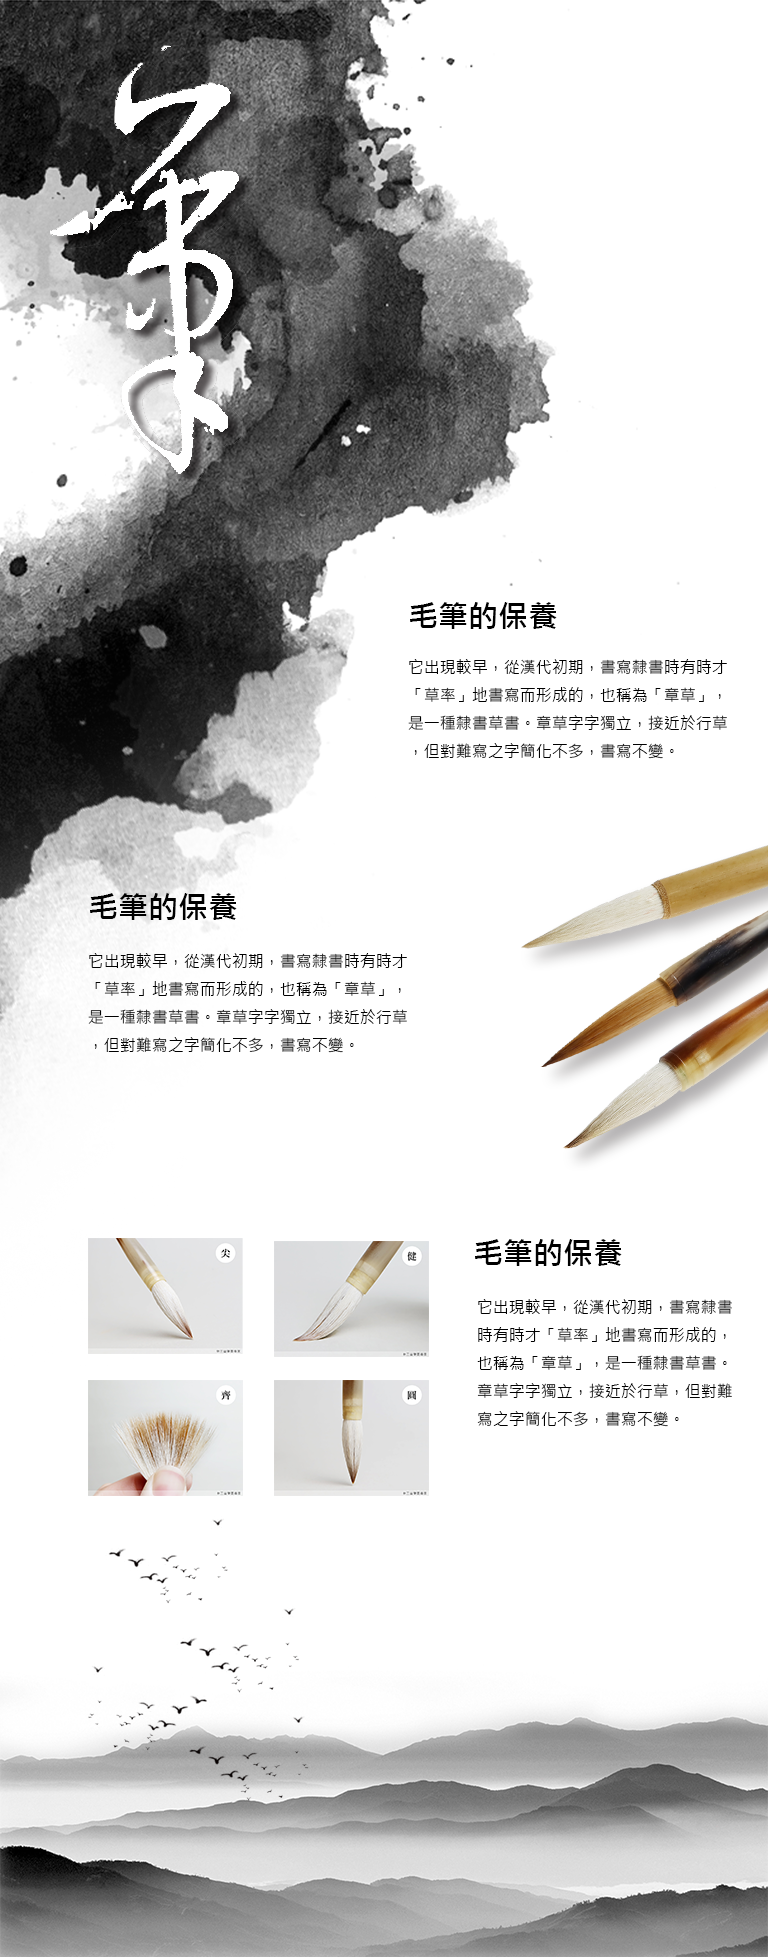 筆
毛筆的保養
它出現較早，從漢代初期，書寫隸書時有時才
「草率」地書寫而形成的，也稱為「章草」，
是一種隸書草書。章草字字獨立，接近於行草
，但對難寫之字簡化不多，書寫不變。
毛筆的保養
它出現較早，從漢代初期，書寫隸書時有時才
「草率」地書寫而形成的，也稱為「章草」，
是一種隸書草書。章草字字獨立，接近於行草
，但對難寫之字簡化不多，書寫不變。
尖
健
齊
圓
毛筆的保養
它出現較早，從漢代初期，書寫隸書
時有時才「草率」地書寫而形成的，
也稱為「章草」，是一種隸書草書。
章草字字獨立，接近於行草，但對難
寫之字簡化不多，書寫不變。